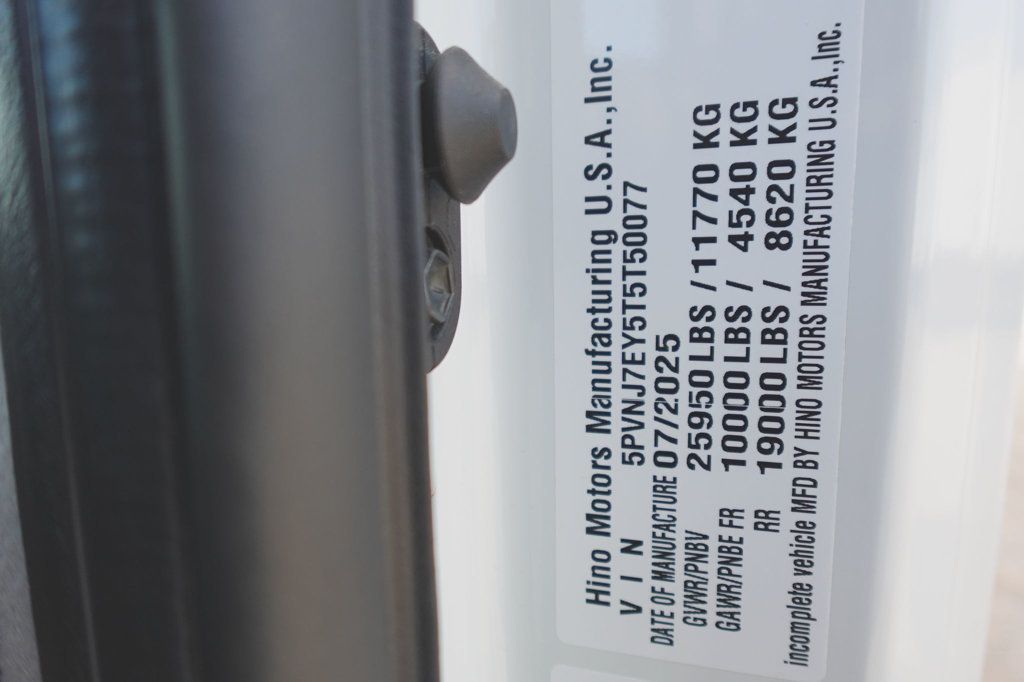 Hino Motors Manufacturing U.S.A.,Inc.
V I N 5PVNJ7EY5T5T50077
DATE OF MANUFACTURE 07/2025
GVWR/PNBV 25950 LBS / 11770 KG
GAWR/PNBE FR 10000 LBS / 4540 KG
RR 19000 LBS / 8620 KG
incomplete vehicle MFD BY HINO MOTORS MANUFACTURING U.S.A.,Inc.